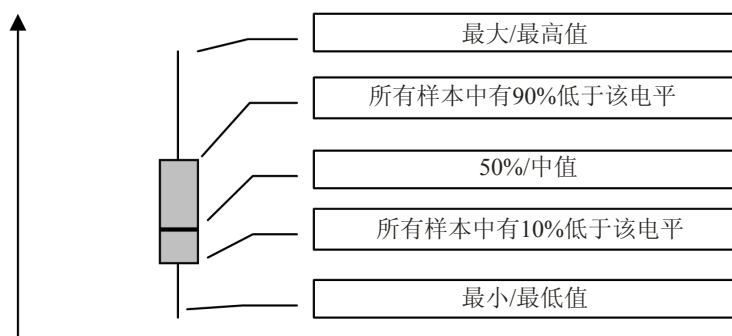 最大/最高值
所有样本中有90%低于该电平
50%/中值
所有样本中有10%低于该电平
最小/最低值